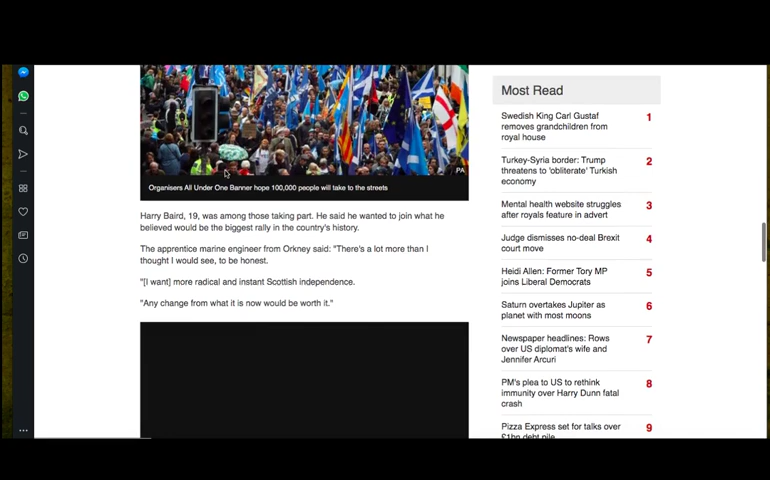 PA
Organisers All Under One Banner hope 100,000 people will take to the streets
Harry Baird, 19, was among those taking part. He said he wanted to join what he
believed would be the biggest rally in the country's history.
The apprentice marine engineer from Orkney said: "There's a lot more than I
thought I would see, to be honest.
"[I want] more radical and instant Scottish independence.
"Any change from what it is now would be worth it."
Most Read
Swedish King Carl Gustaf
removes grandchildren from
royal house
1
Turkey-Syria border: Trump
threatens to 'obliterate' Turkish
economy
2
Mental health website struggles
after royals feature in advert
3
Judge dismisses no-deal Brexit
court move
4
Heidi Allen: Former Tory MP
joins Liberal Democrats
5
Saturn overtakes Jupiter as
planet with most moons
6
Newspaper headlines: Rows
over US diplomat's wife and
Jennifer Arcuri
7
PM's plea to US to rethink
immunity over Harry Dunn fatal
crash
8
Pizza Express set for talks over
£1bn debt pile
9